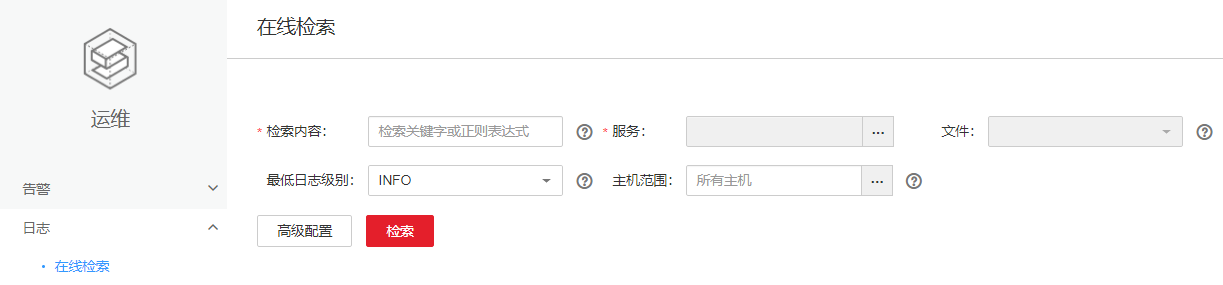 在线检索
运维
* 检索内容： 检索关键字或正则表达式 ? * 服务： ... 文件： ?
最低日志级别： INFO ? 主机范围： 所有主机 ... ?
告警
高级配置 检索
日志
• 在线检索